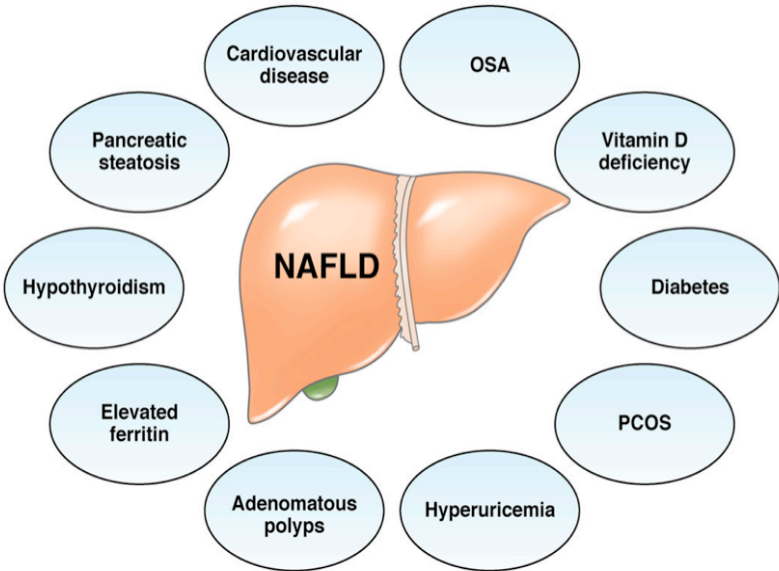 Cardiovascular
disease
OSA
Pancreatic
steatosis
Vitamin D
deficiency
NAFLD
Hypothyroidism
Diabetes
Elevated
ferritin
PCOS
Adenomatous
polyps
Hyperuricemia